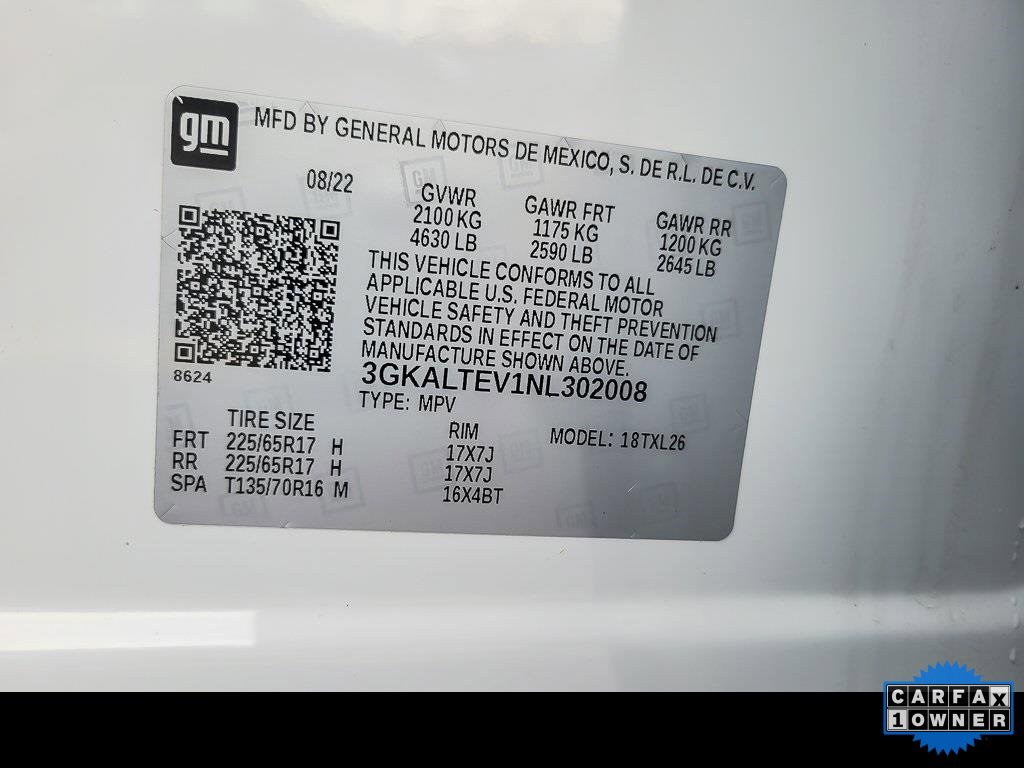 gm
MFD BY GENERAL MOTORS DE MEXICO, S. DE R.L. DE C.V.
08/22
GVWR GAWR FRT GAWR RR
2100 KG 1175 KG 1200 KG
4630 LB 2590 LB 2645 LB
THIS VEHICLE CONFORMS TO ALL
APPLICABLE U.S. FEDERAL MOTOR
VEHICLE SAFETY AND THEFT PREVENTION
STANDARDS IN EFFECT ON THE DATE OF
MANUFACTURE SHOWN ABOVE.
8624
3GKALTEV1NL302008
TYPE: MPV
TIRE SIZE RIM MODEL: 18TXL26
FRT 225/65R17 H 17X7J
RR 225/65R17 H 17X7J
SPA T135/70R16 M 16X4BT
CARFAX
1 OWNER